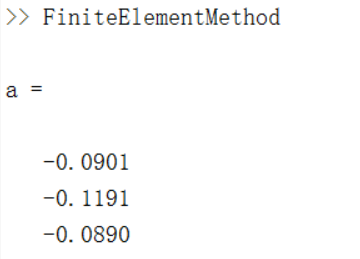 >> FiniteElementMethod
a =
-0.0901
-0.1191
-0.0890